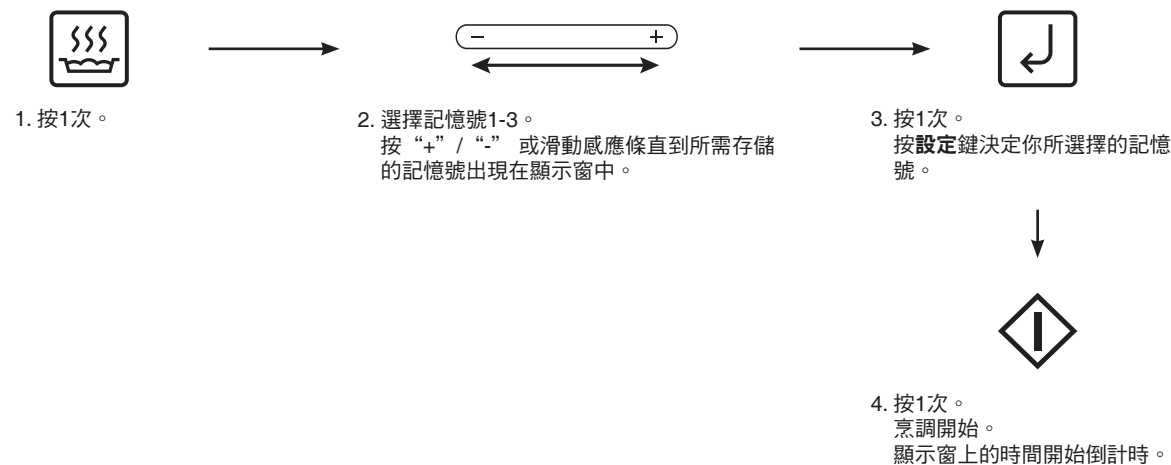 1. 按1次。
2. 選擇記憶號1-3。
按“+”/“-” 或滑動感應條直到所需存儲
的記憶號出現在顯示窗中。
3. 按1次。
按設定鍵決定你所選擇的記憶
號。
4. 按1次。
烹調開始。
顯示窗上的時間開始倒計時。